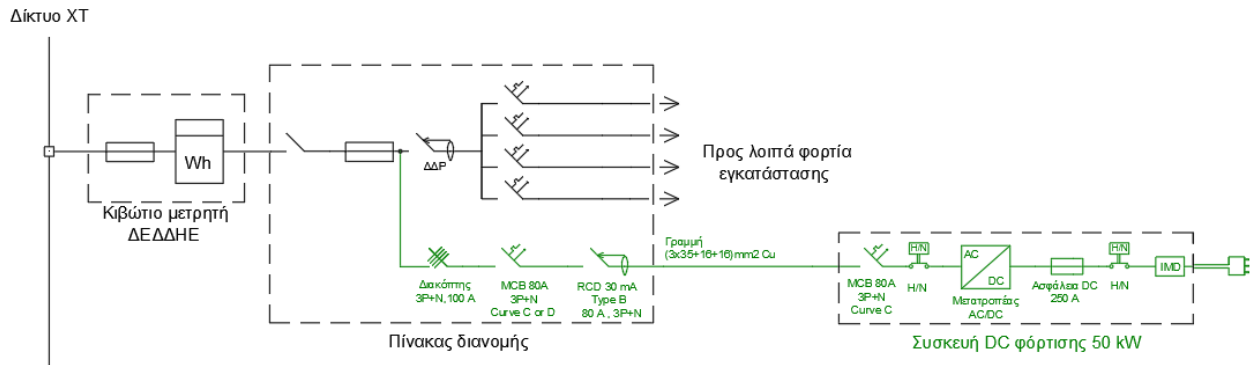 Δίκτυο ΧΤ
Wh
Κιβώτιο μετρητή
ΔΕΔΔΗΕ
ΔΔΡ
Προς λοιπά φορτία
εγκατάστασης
Διακόπτης
3P+N, 100 A
MCB 80A
3P+N
Curve C or D
RCD 30 mA
Type B
80 A , 3P+N
Πίνακας διανομής
Γραμμή
(3x35+16+16)mm2 Cu
MCB 80A
3P+N
Curve C
H/N
H/N
AC
DC
Μετατροπέας
AC/DC
Ασφάλεια DC
250 A
H/N
H/N
IMD
Συσκευή DC φόρτισης 50 kW